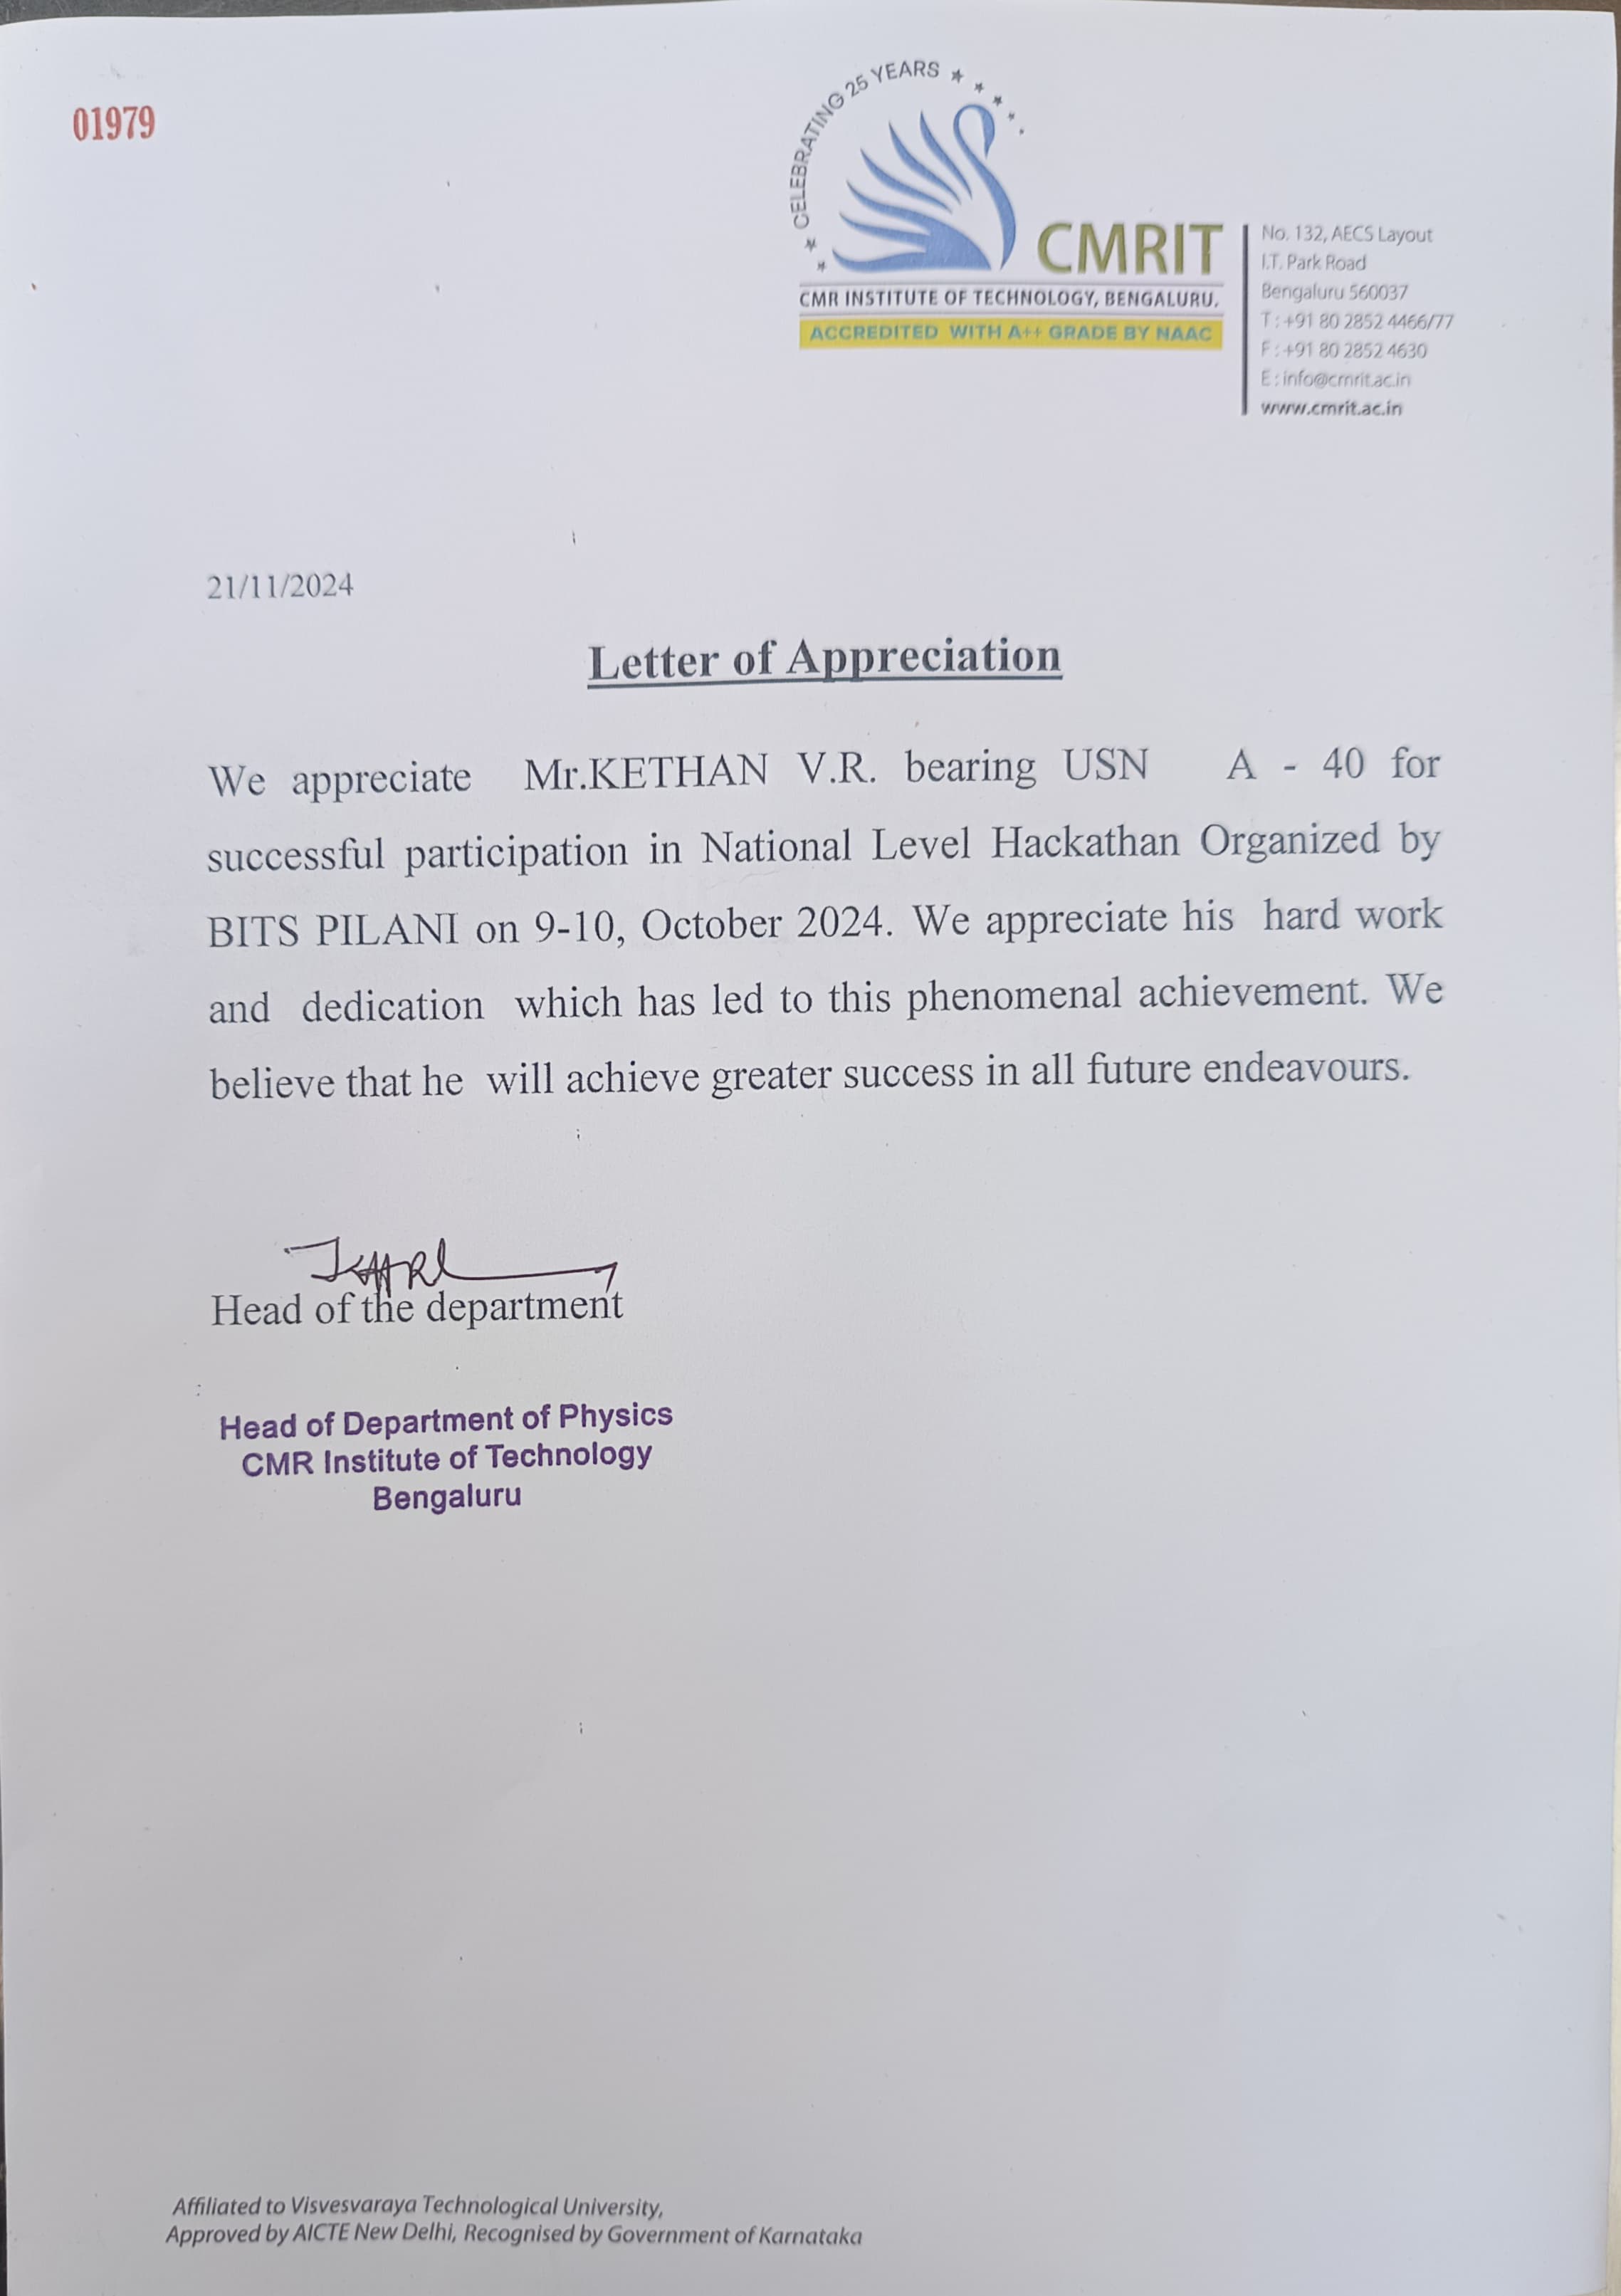 01979
★ ★ CELEBRATING 25 YEARS ★ ★ ★ ★ ★
CMRIT
CMR INSTITUTE OF TECHNOLOGY, BENGALURU.
ACCREDITED WITH A++ GRADE BY NAAC
No. 132, AECS Layout
I.T. Park Road
Bengaluru 560037
T : +91 80 2852 4466/77
F : +91 80 2852 4630
E : info@cmrit.ac.in
www.cmrit.ac.in
21/11/2024
Letter of Appreciation
We appreciate Mr.KETHAN V.R. bearing USN A - 40 for
successful participation in National Level Hackathan Organized by
BITS PILANI on 9-10, October 2024. We appreciate his hard work
and dedication which has led to this phenomenal achievement. We
believe that he will achieve greater success in all future endeavours.
Head of the department
Head of Department of Physics
CMR Institute of Technology
Bengaluru
Affiliated to Visvesvaraya Technological University,
Approved by AICTE New Delhi, Recognised by Government of Karnataka